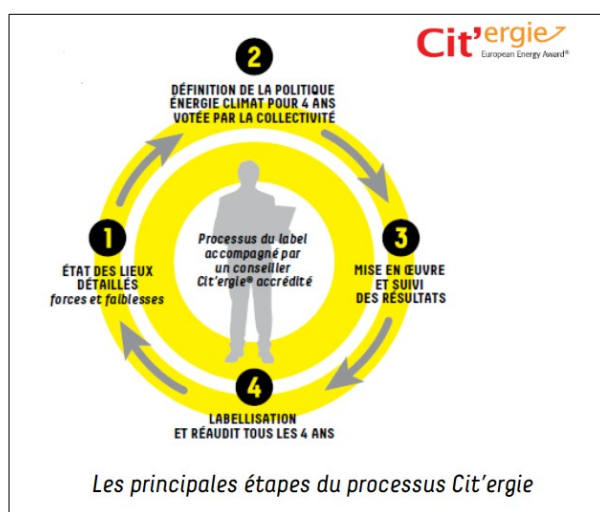 Cit'ergie
European Energy Award®
2
DÉFINITION DE LA POLITIQUE
ÉNERGIE CLIMAT POUR 4 ANS
VOTÉE PAR LA COLLECTIVITÉ
1
ÉTAT DES LIEUX
DÉTAILLÉS
forces et faiblesses
Processus du label
accompagné par
un conseiller
Cit'ergie® accrédité
3
MISE EN ŒUVRE
ET SUIVI
DES RÉSULTATS
4
LABELLISATION
ET RÉAUDIT TOUS LES 4 ANS
Les principales étapes du processus Cit'ergie